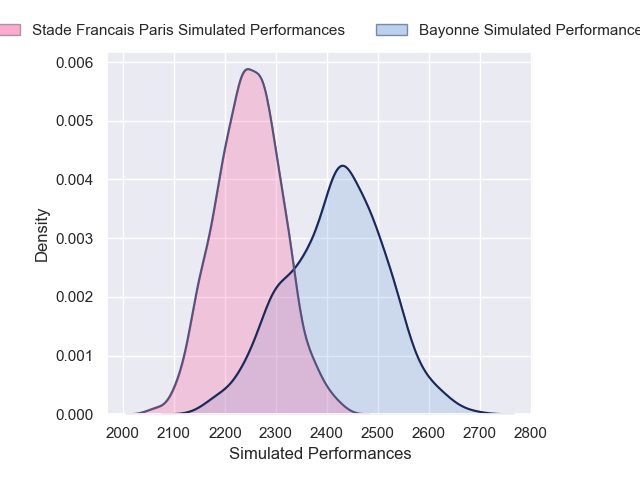 Stade Francais Paris Simulated Performances Bayonne Simulated Performance
0.006
0.005
0.004
0.003
0.002
0.001
0.000
Density
2000 2100 2200 2300 2400 2500 2600 2700 2800
Simulated Performances